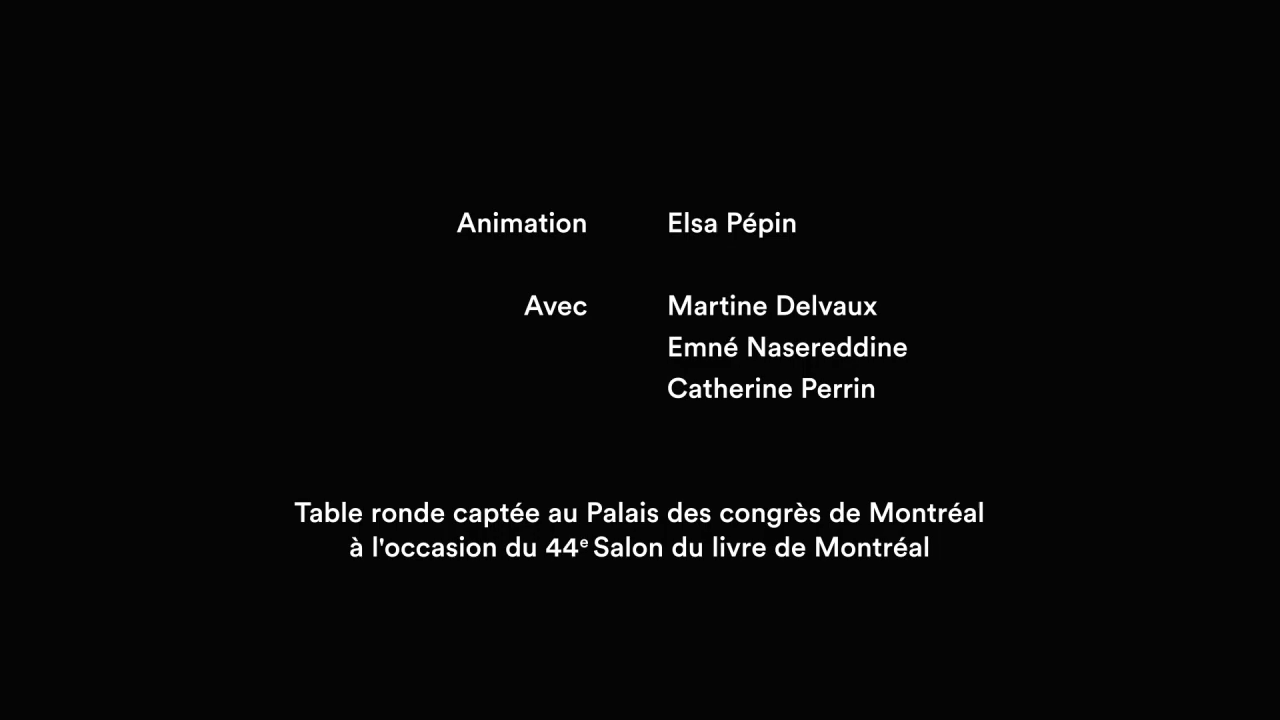 Animation Elsa Pépin
Avec Martine Delvaux
Emné Nasereddine
Catherine Perrin
Table ronde captée au Palais des congrès de Montréal
à l'occasion du 44e Salon du livre de Montréal